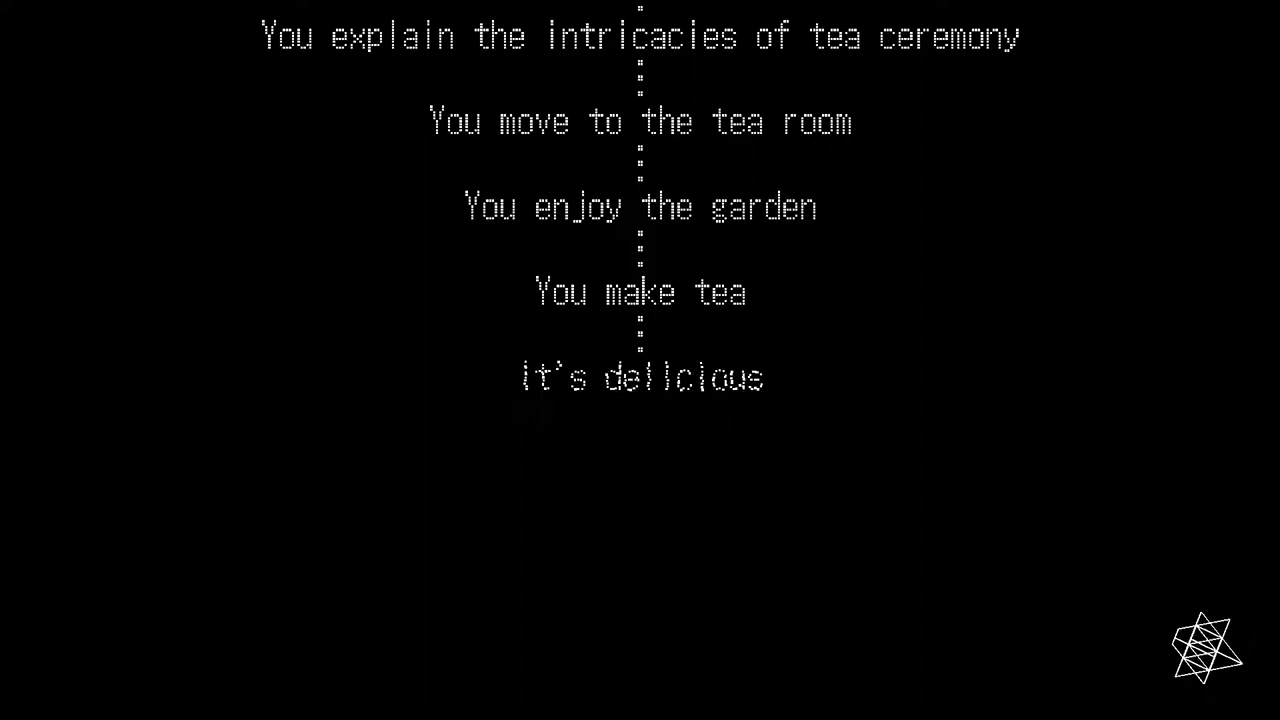 You explain the intricacies of tea ceremony
You move to the tea room
You enjoy the garden
You make tea
it's delicious